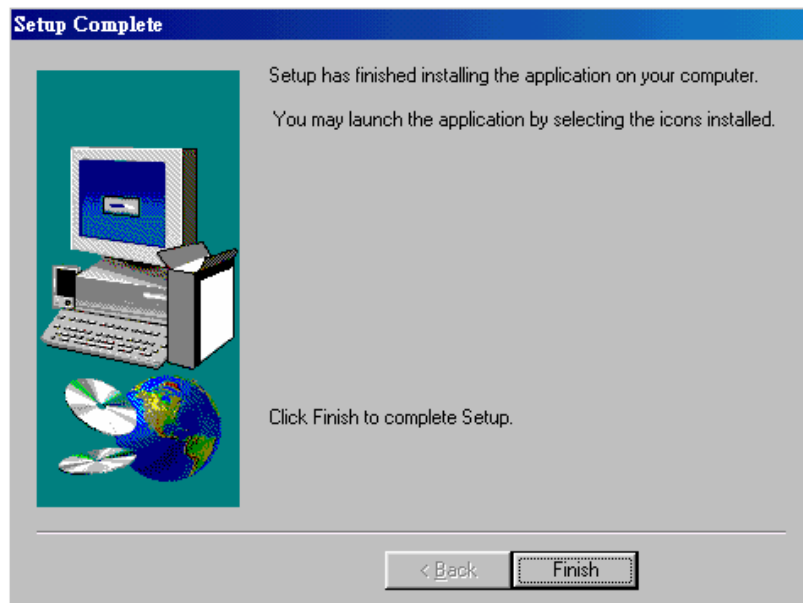 Setup Complete
Setup has finished installing the application on your computer.
You may launch the application by selecting the icons installed.
Click Finish to complete Setup.
< Back
Finish